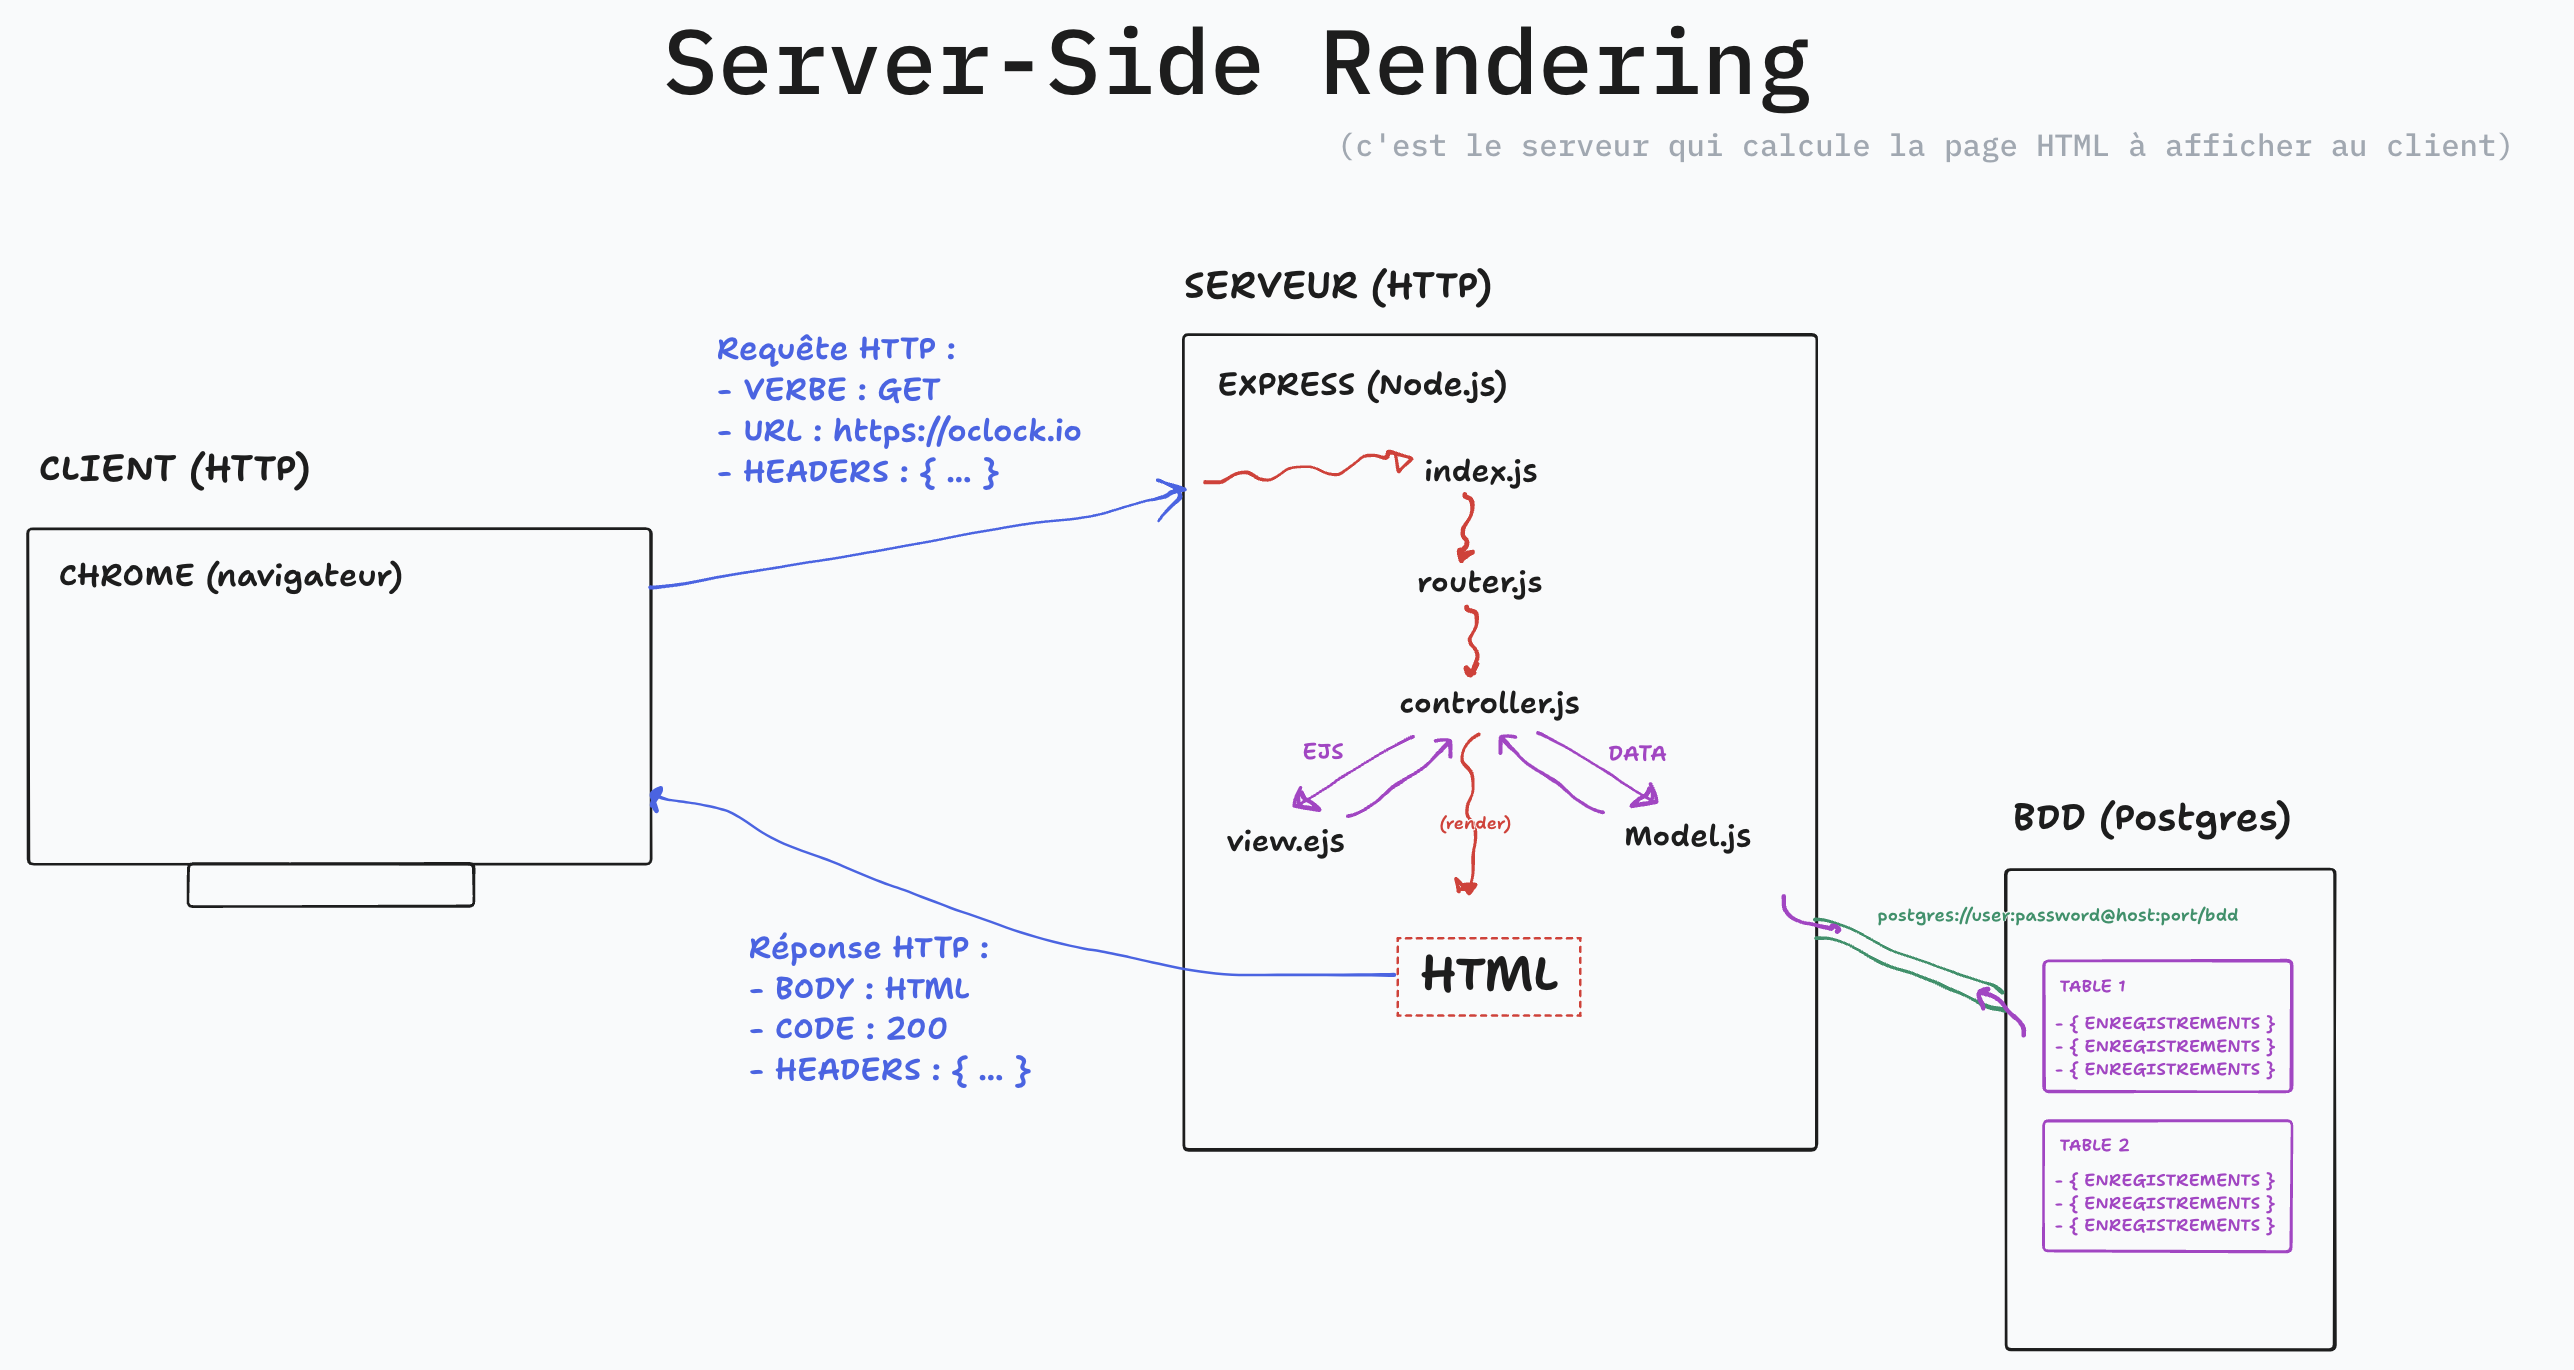 Server-Side Rendering
(c'est le serveur qui calcule la page HTML à afficher au client)
CLIENT (HTTP)
CHROME (navigateur)
Requête HTTP :
- VERBE : GET
- URL : https://oclock.io
- HEADERS : { ... }
Réponse HTTP :
- BODY : HTML
- CODE : 200
- HEADERS : { ... }
SERVEUR (HTTP)
EXPRESS (Node.js)
index.js
router.js
controller.js
EJS
DATA
(render)
view.ejs
Model.js
HTML
BDD (Postgres)
postgres://user:password@host:port/bdd
TABLE 1
- { ENREGISTREMENTS }
- { ENREGISTREMENTS }
- { ENREGISTREMENTS }
TABLE 2
- { ENREGISTREMENTS }
- { ENREGISTREMENTS }
- { ENREGISTREMENTS }